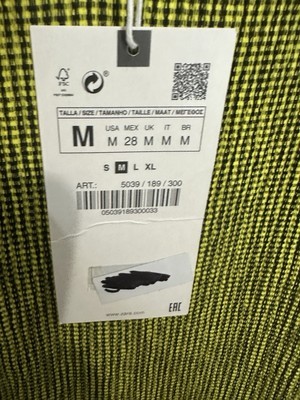 FSC
TALLA / SIZE / TAMANHO / TAILLE / MAAT / ΜΕΓΕΘΟΣ
M
USA MEX UK IT BR
M 28 M M M
S M L XL
ART.: 5039 / 189 / 300
05039189300033
www.zara.com
EAC